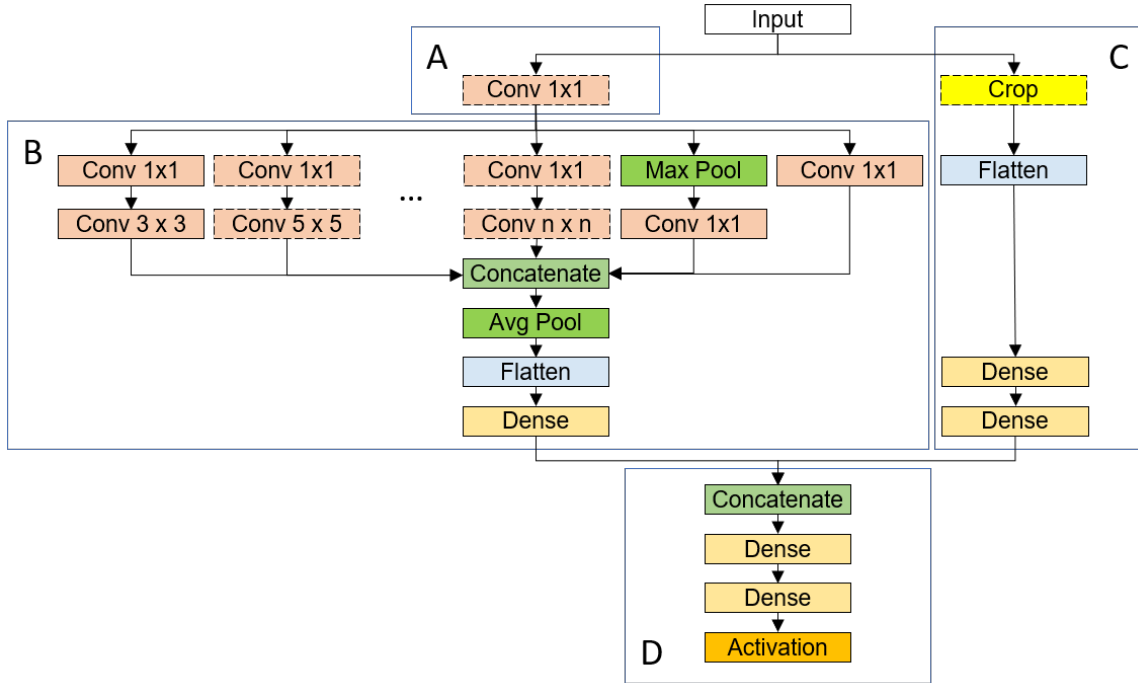 Input
A
C
Conv 1x1
Crop
B
Conv 1x1
Conv 1x1
Conv 1x1
Max Pool
Conv 1x1
Flatten
...
Conv 3 x 3
Conv 5 x 5
Conv n x n
Conv 1x1
Concatenate
Avg Pool
Flatten
Dense
Dense
Dense
Concatenate
Dense
Dense
Activation
D